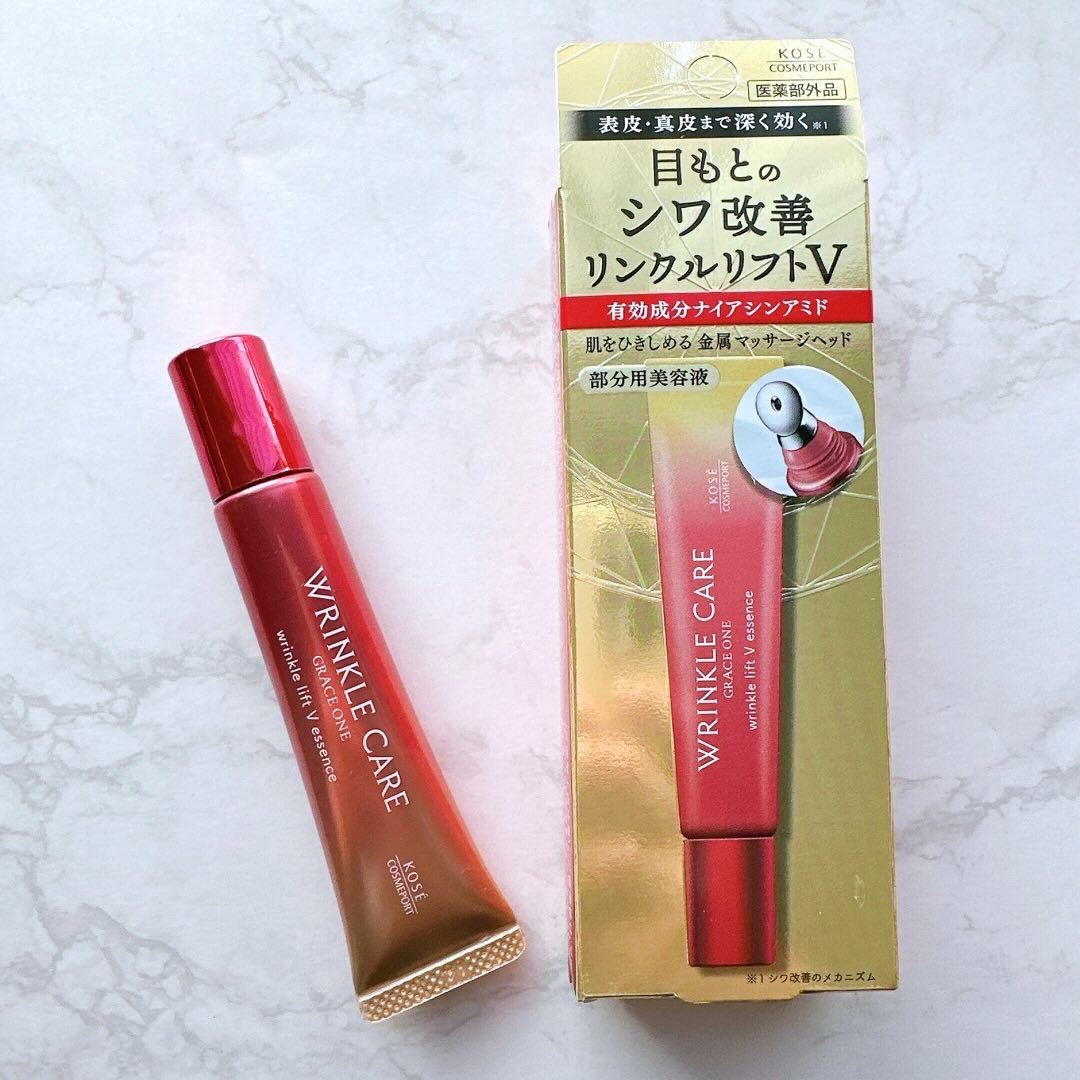 WRINKLE CARE
GRACE ONE
wrinkle lift V essence
KOSÉ
COSMEPORT
KOSÉ
COSMEPORT
医薬部外品
表皮・真皮まで深く効く※1
目もとの
シワ改善
リンクルリフトV
有効成分ナイアシンアミド
肌をひきしめる 金属マッサージヘッド
部分用美容液
KOSÉ
COSMEPORT
WRINKLE CARE
GRACE ONE
wrinkle lift V essence
※1 シワ改善のメカニズム